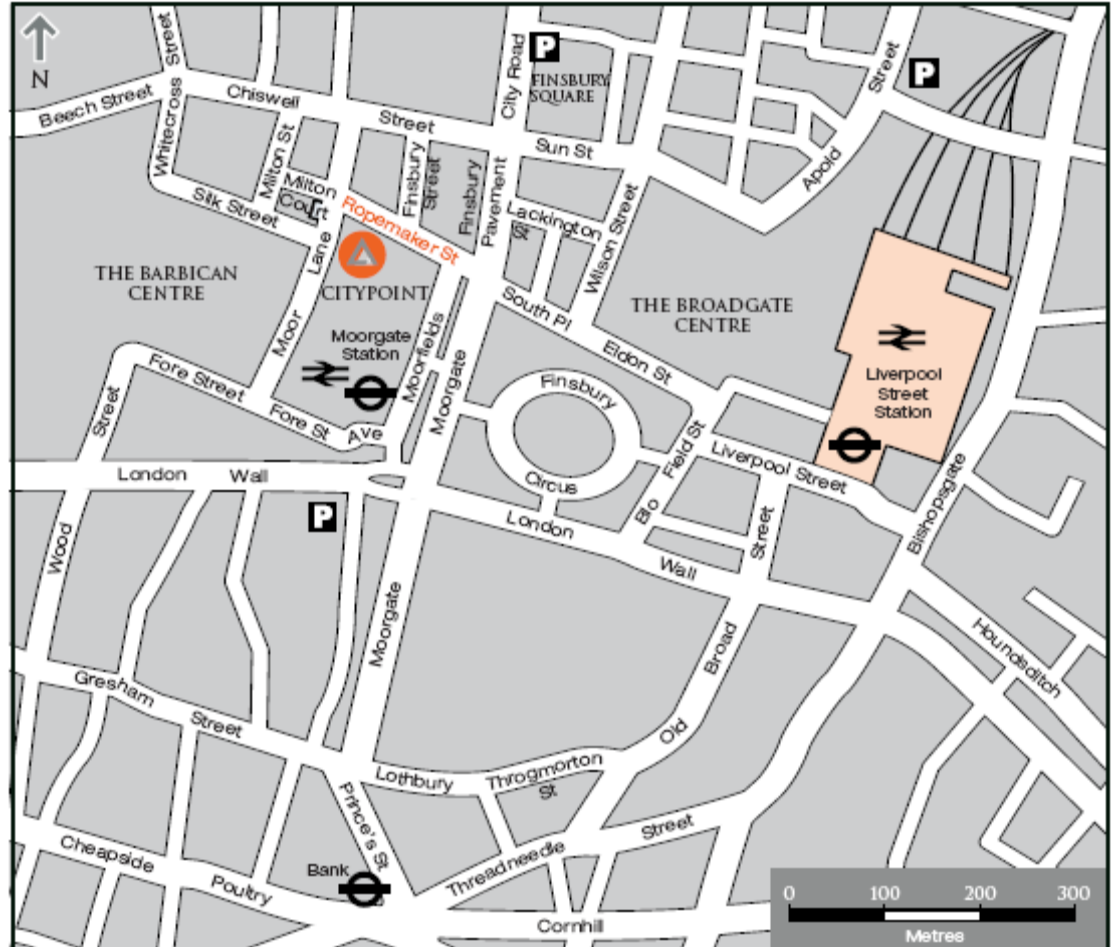 N
P
P
P
Beech Street
Whitecross Street
Chiswell Street
City Road
FINSBURY
SQUARE
Sun St
Apold Street
Milton St
Milton
Court
Silk Street
Ropemaker St
Finsbury
Street
Finsbury
Pavement
Lackington
St
Wilson Street
THE BARBICAN
CENTRE
Moor Lane
CITYPOINT
Moorgate
Station
Moorfields
Moorgate
South Pl
Eldon St
THE BROADGATE
CENTRE
Liverpool
Street
Station
Fore Street
Fore St Ave
Finsbury
Circus
Blo Field St
Liverpool Street
Bishopsgate
London Wall
London Wall
Wood Street
Moorgate
Old Broad Street
Houndsditch
Gresham Street
Lothbury
Throgmorton
St
Prince's St
Threadneedle Street
Cheapside
Poultry
Bank
Cornhill
0 100 200 300
Metres